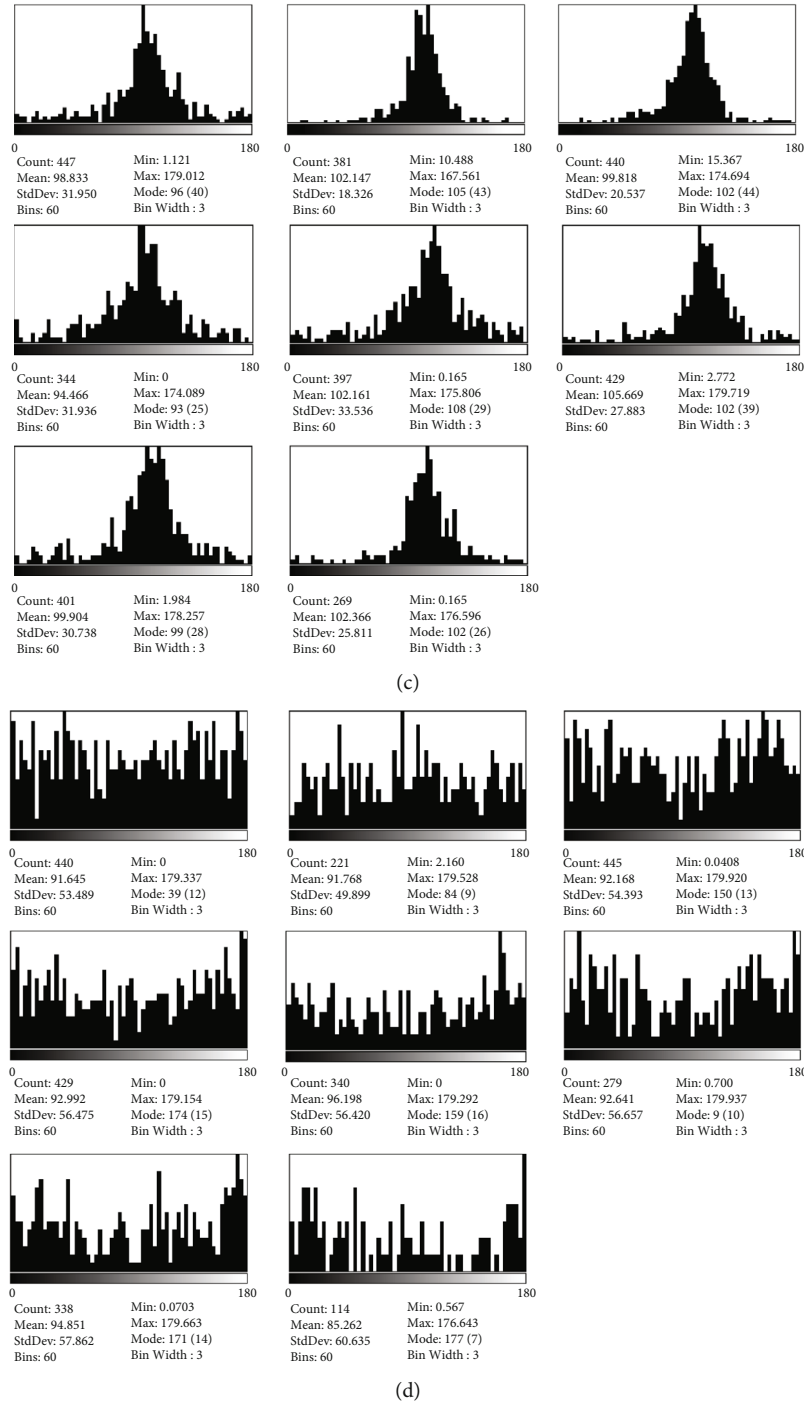 0 180 0 180 0 180
Count: 447 Min: 1.121 Count: 381 Min: 10.488 Count: 440 Min: 15.367
Mean: 98.833 Max: 179.012 Mean: 102.147 Max: 167.561 Mean: 99.818 Max: 174.694
StdDev: 31.950 Mode: 96 (40) StdDev: 18.326 Mode: 105 (43) StdDev: 20.537 Mode: 102 (44)
Bins: 60 Bin Width : 3 Bins: 60 Bin Width : 3 Bins: 60 Bin Width : 3
0 180 0 180 0 180
Count: 344 Min: 0 Count: 397 Min: 0.165 Count: 429 Min: 2.772
Mean: 94.466 Max: 174.089 Mean: 102.161 Max: 175.806 Mean: 105.669 Max: 179.719
StdDev: 31.936 Mode: 93 (25) StdDev: 33.536 Mode: 108 (29) StdDev: 27.883 Mode: 102 (39)
Bins: 60 Bin Width : 3 Bins: 60 Bin Width : 3 Bins: 60 Bin Width : 3
0 180 0 180
Count: 401 Min: 1.984 Count: 269 Min: 0.165
Mean: 99.904 Max: 178.257 Mean: 102.366 Max: 176.596
StdDev: 30.738 Mode: 99 (28) StdDev: 25.811 Mode: 102 (26)
Bins: 60 Bin Width : 3 Bins: 60 Bin Width : 3
(c)
0 180 0 180 0 180
Count: 440 Min: 0 Count: 221 Min: 2.160 Count: 445 Min: 0.0408
Mean: 91.645 Max: 179.337 Mean: 91.768 Max: 179.528 Mean: 92.168 Max: 179.920
StdDev: 53.489 Mode: 39 (12) StdDev: 49.899 Mode: 84 (9) StdDev: 54.393 Mode: 150 (13)
Bins: 60 Bin Width : 3 Bins: 60 Bin Width : 3 Bins: 60 Bin Width : 3
0 180 0 180 0 180
Count: 429 Min: 0 Count: 340 Min: 0 Count: 279 Min: 0.700
Mean: 92.992 Max: 179.154 Mean: 96.198 Max: 179.292 Mean: 92.641 Max: 179.937
StdDev: 56.475 Mode: 174 (15) StdDev: 56.420 Mode: 159 (16) StdDev: 56.657 Mode: 9 (10)
Bins: 60 Bin Width : 3 Bins: 60 Bin Width : 3 Bins: 60 Bin Width : 3
0 180 0 180
Count: 338 Min: 0.0703 Count: 114 Min: 0.567
Mean: 94.851 Max: 179.663 Mean: 85.262 Max: 176.643
StdDev: 57.862 Mode: 171 (14) StdDev: 60.635 Mode: 177 (7)
Bins: 60 Bin Width : 3 Bins: 60 Bin Width : 3
(d)